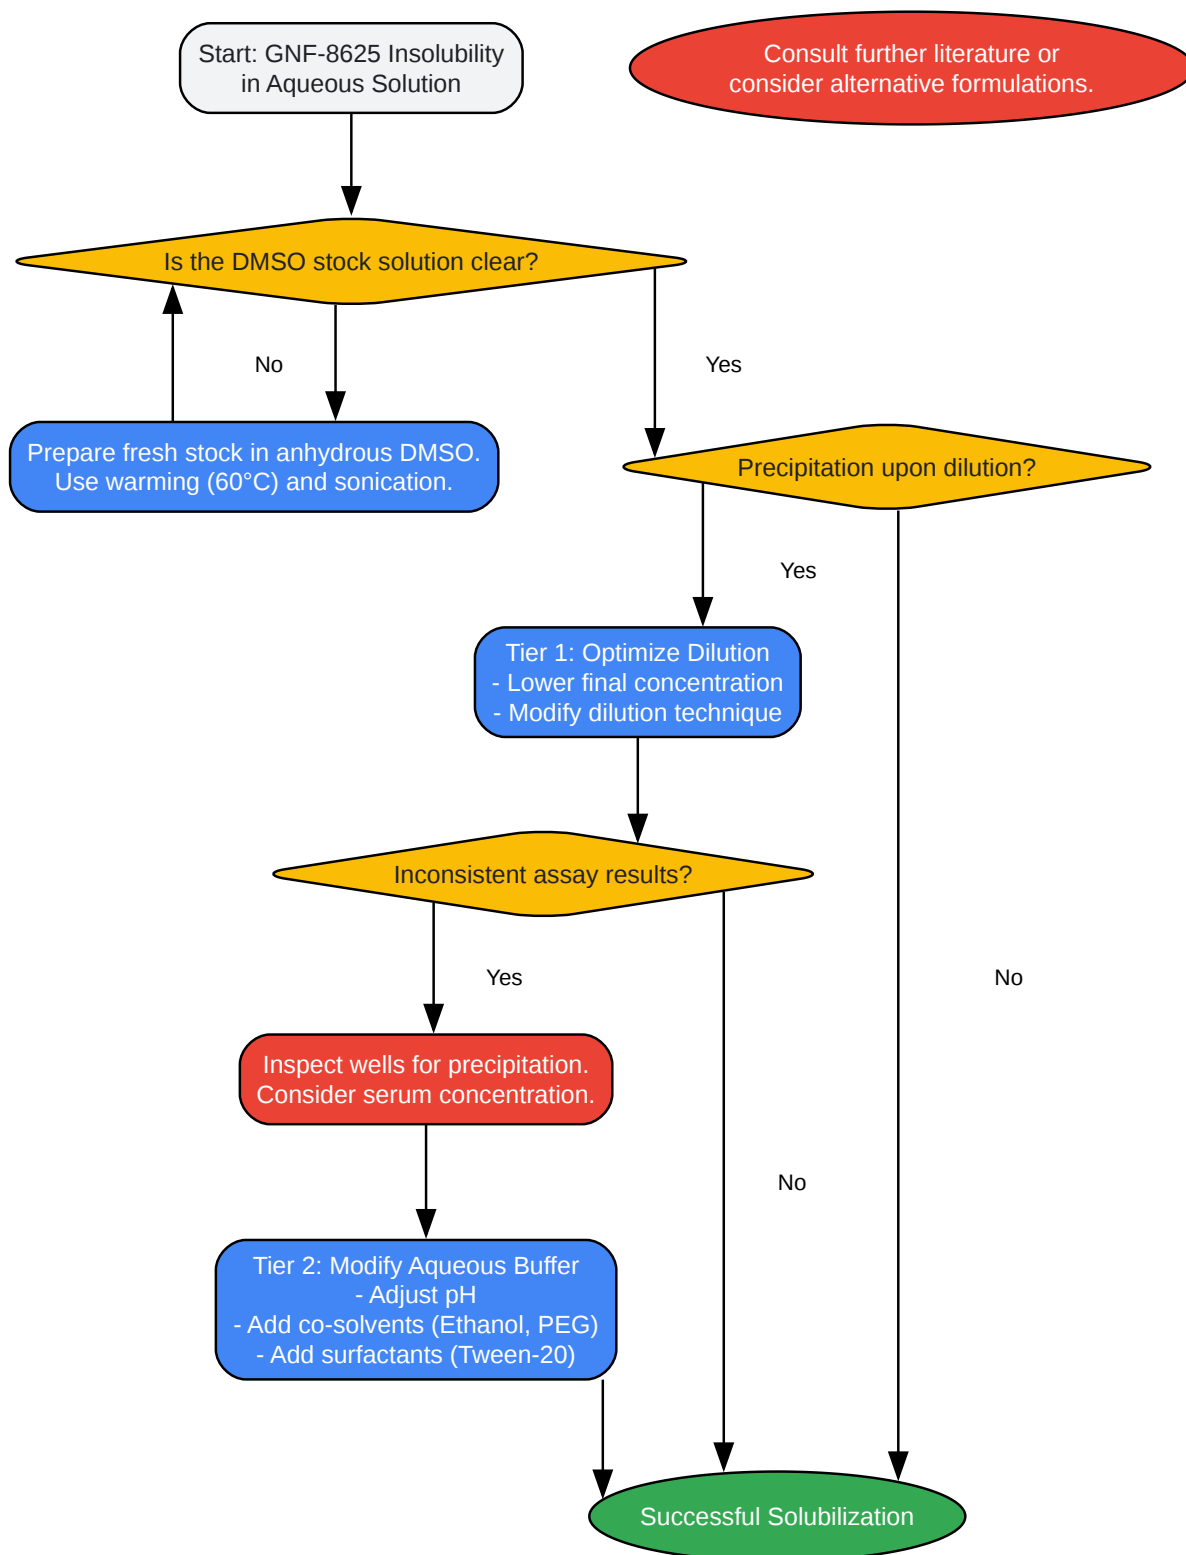 Start: GNF-8625 Insolubility
in Aqueous Solution
Consult further literature or
consider alternative formulations.
Is the DMSO stock solution clear?
No
Yes
Prepare fresh stock in anhydrous DMSO.
Use warming (60°C) and sonication.
Precipitation upon dilution?
Yes
Tier 1: Optimize Dilution
- Lower final concentration
- Modify dilution technique
Inconsistent assay results?
Yes
No
Inspect wells for precipitation.
Consider serum concentration.
No
Tier 2: Modify Aqueous Buffer
- Adjust pH
- Add co-solvents (Ethanol, PEG)
- Add surfactants (Tween-20)
Successful Solubilization